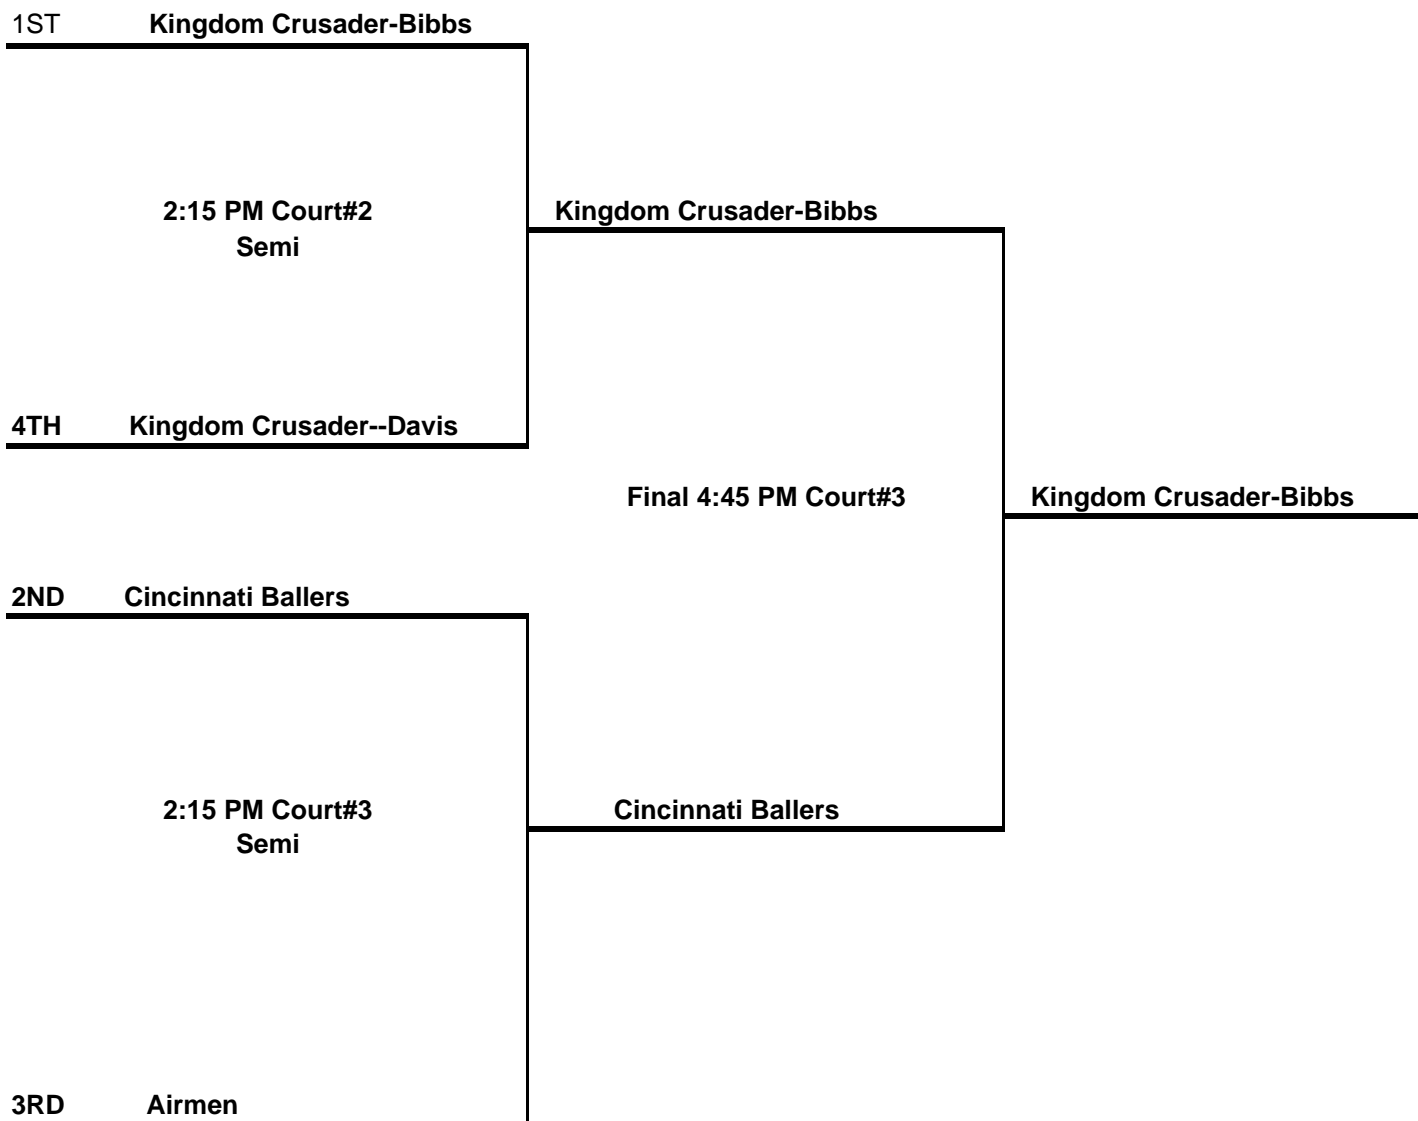 1ST Kingdom Crusader-Bibbs
2:15 PM Court#2
Semi
Kingdom Crusader-Bibbs
4TH Kingdom Crusader--Davis
Final 4:45 PM Court#3
Kingdom Crusader-Bibbs
2ND Cincinnati Ballers
2:15 PM Court#3
Semi
Cincinnati Ballers
3RD Airmen